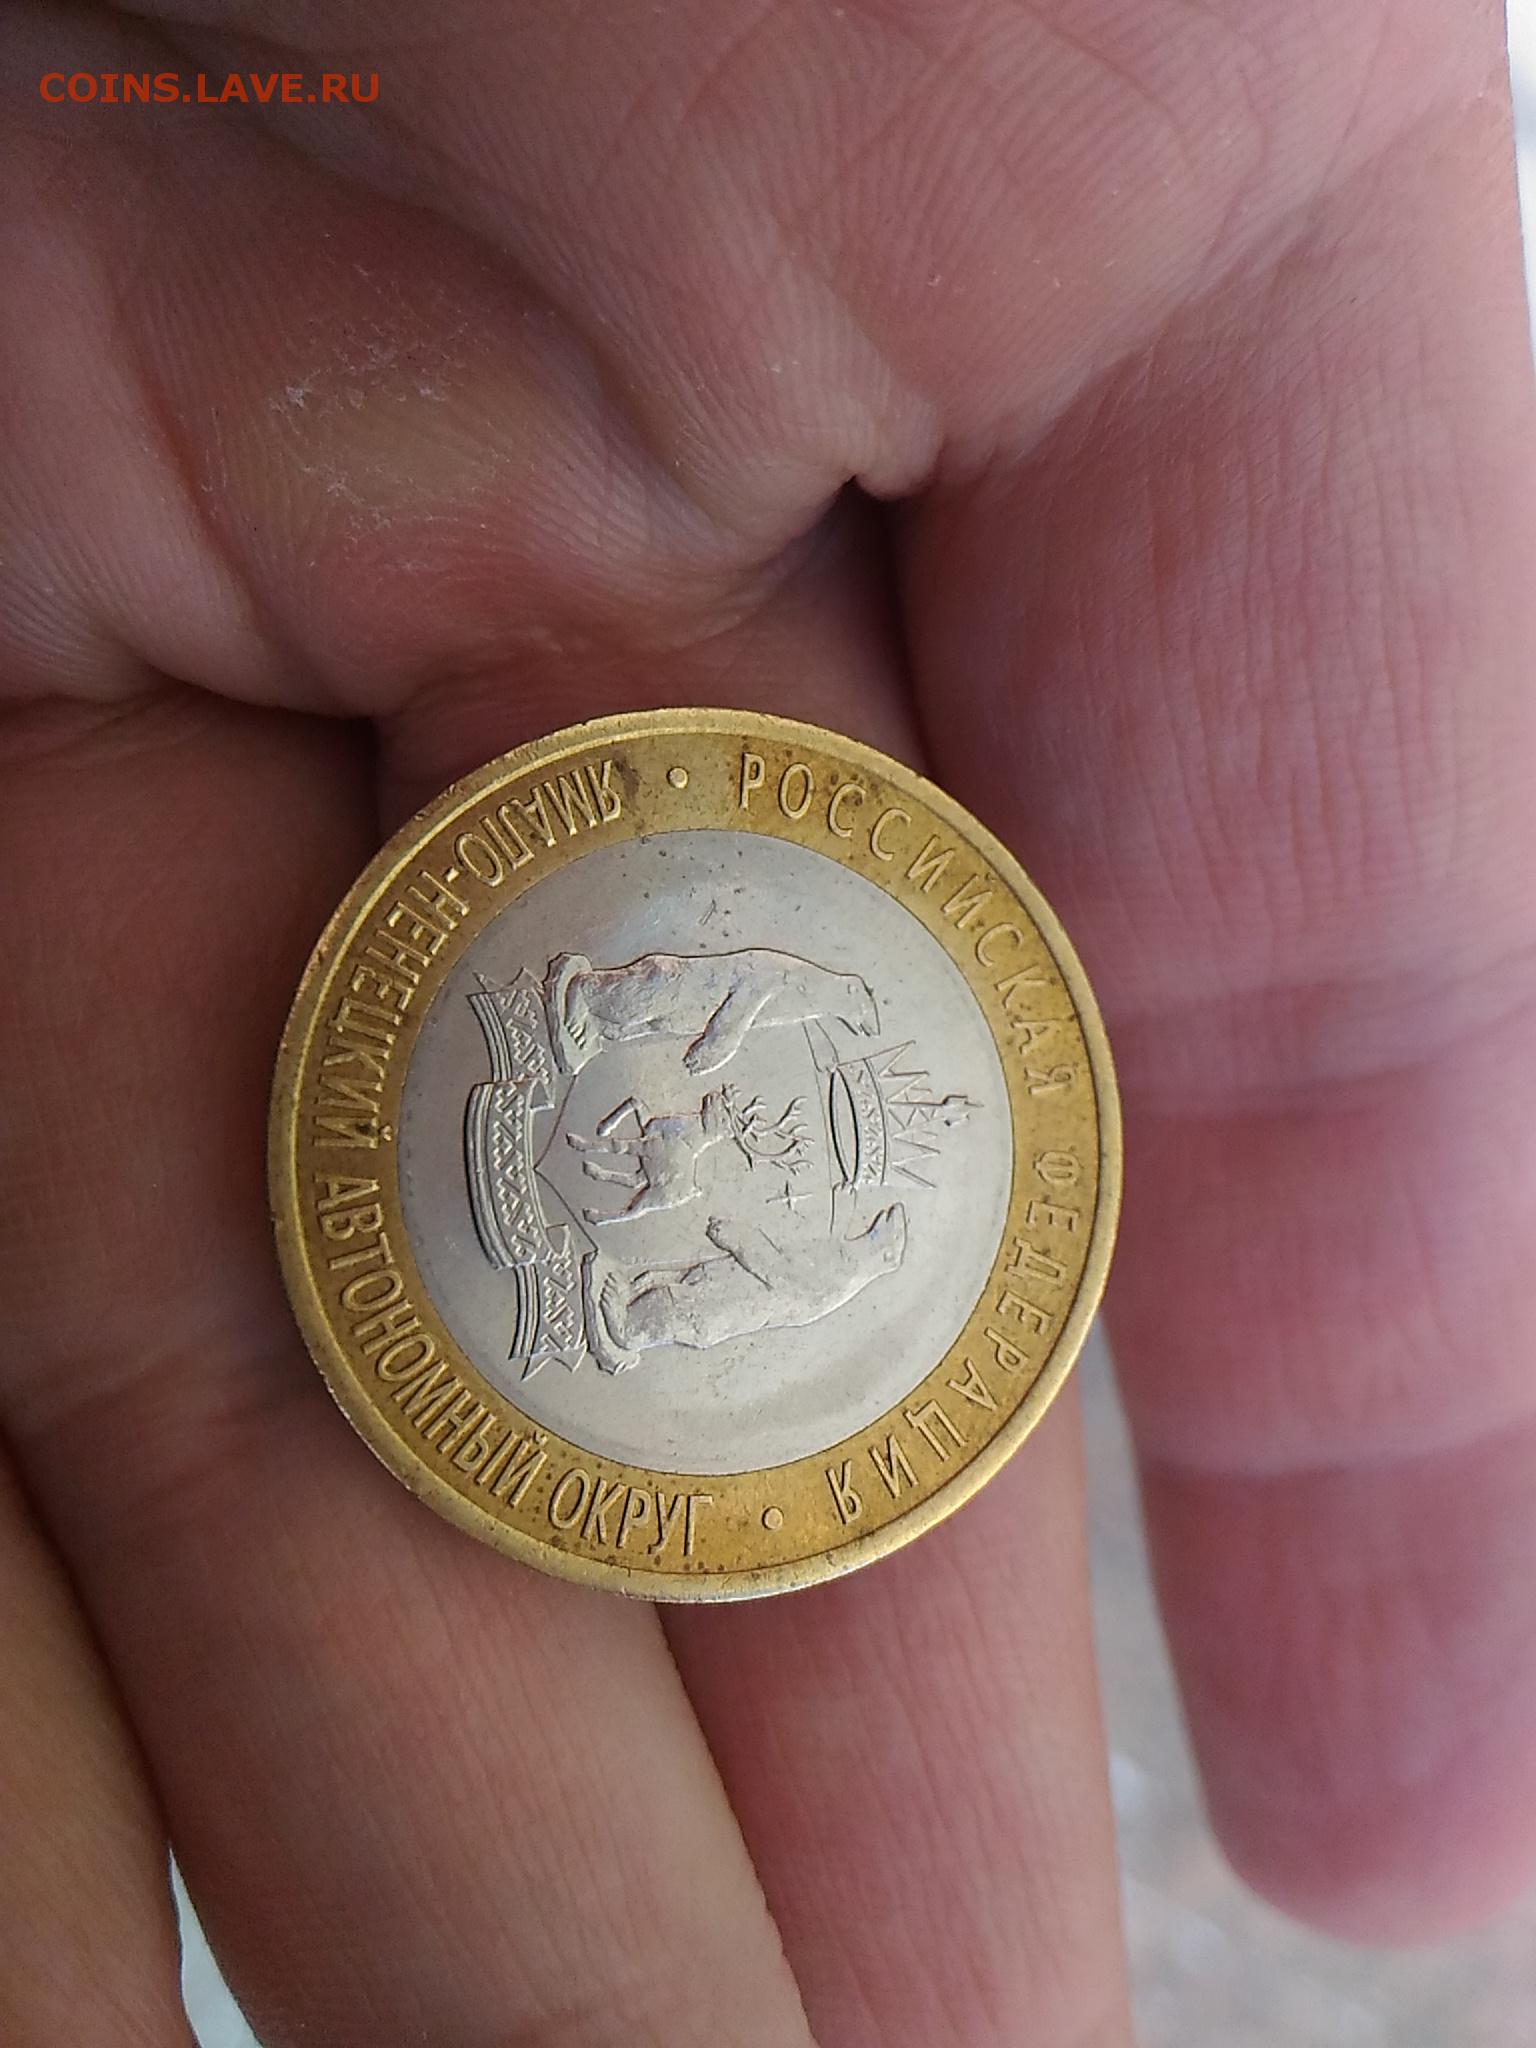 COINS.LAVE.RU
РОССИЙСКАЯ ФЕДЕРАЦИЯ
ЯМАЛО-НЕНЕЦКИЙ АВТОНОМНЫЙ ОКРУГ